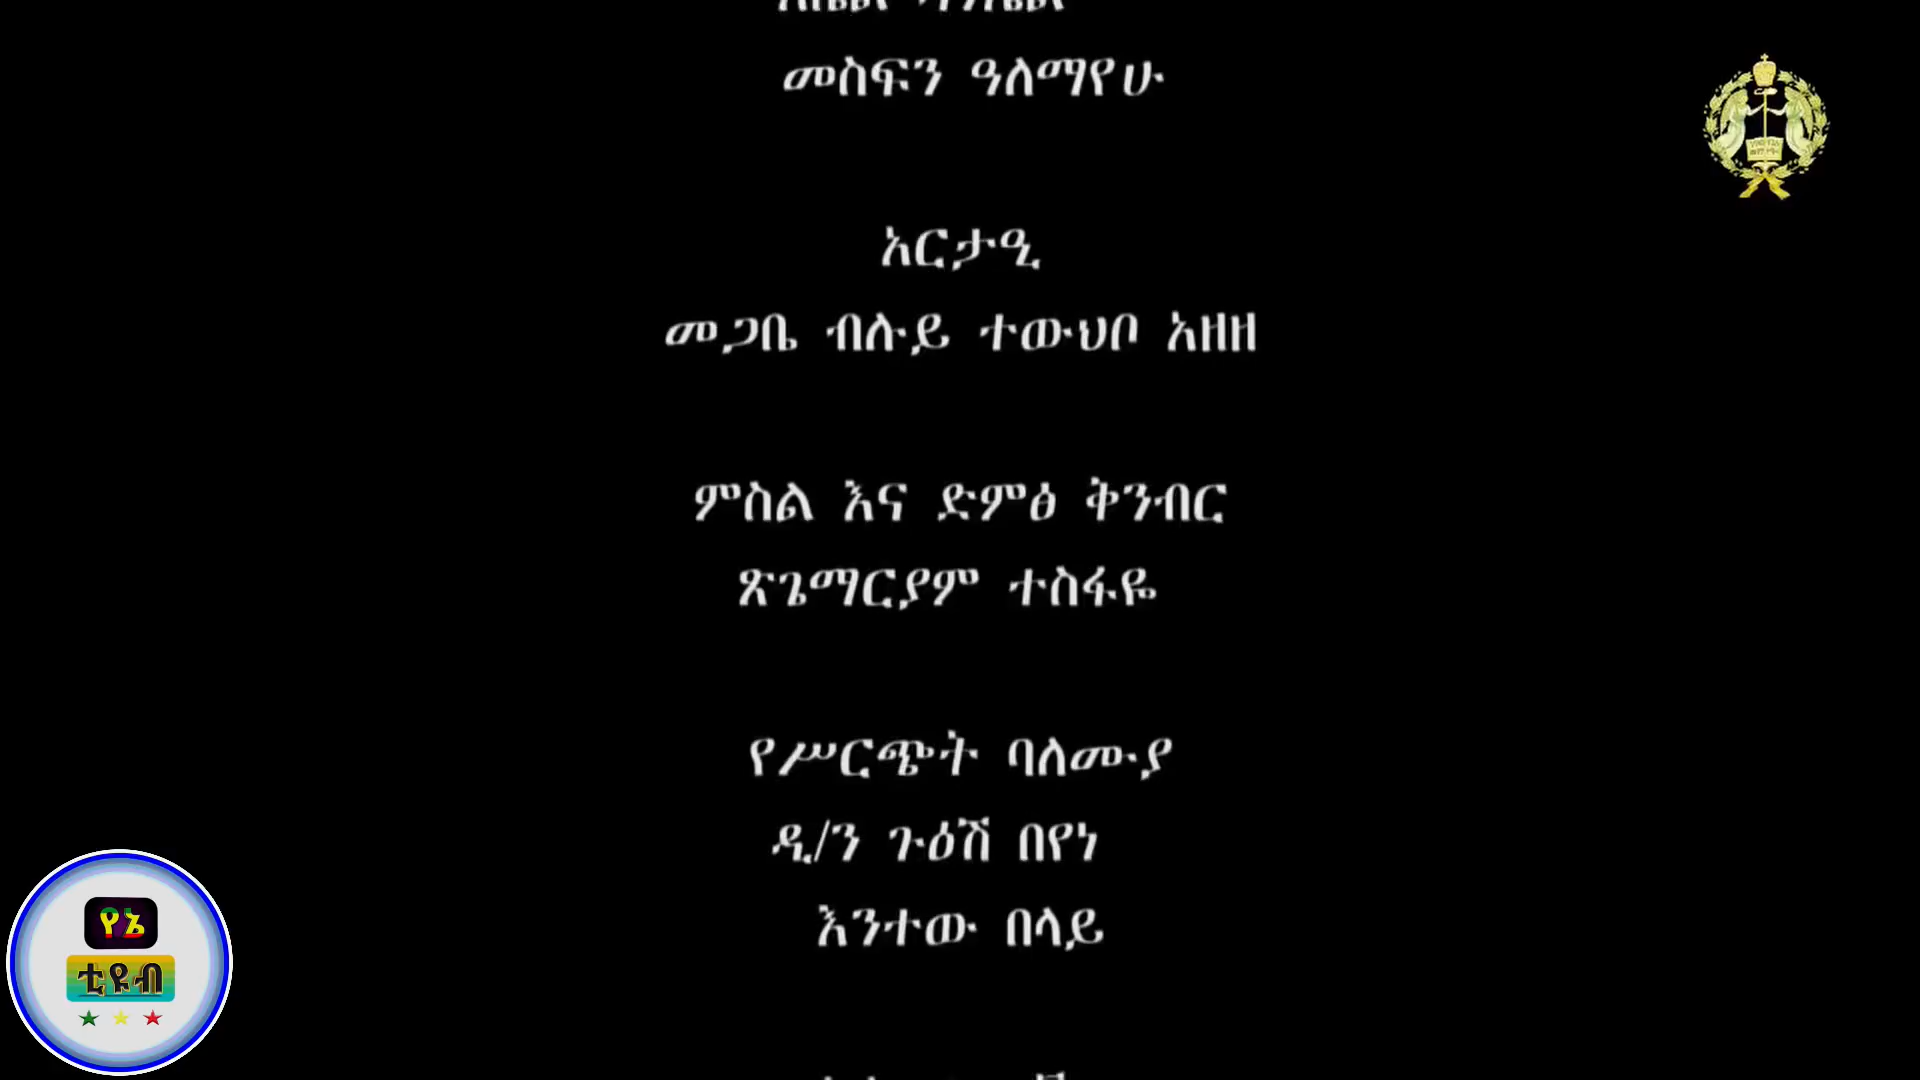 መስፍን ዓለማየሁ
አርታዒ
መጋቤ ብሉይ ተውህቦ አዘዘ
ምስል እና ድምፅ ቅንብር
ጽጌማርያም ተስፋዬ
የሥርጭት ባለሙያ
ዲ/ን ጉዕሽ በየነ
እንተው በላይ
የኔ
ቲዩብ